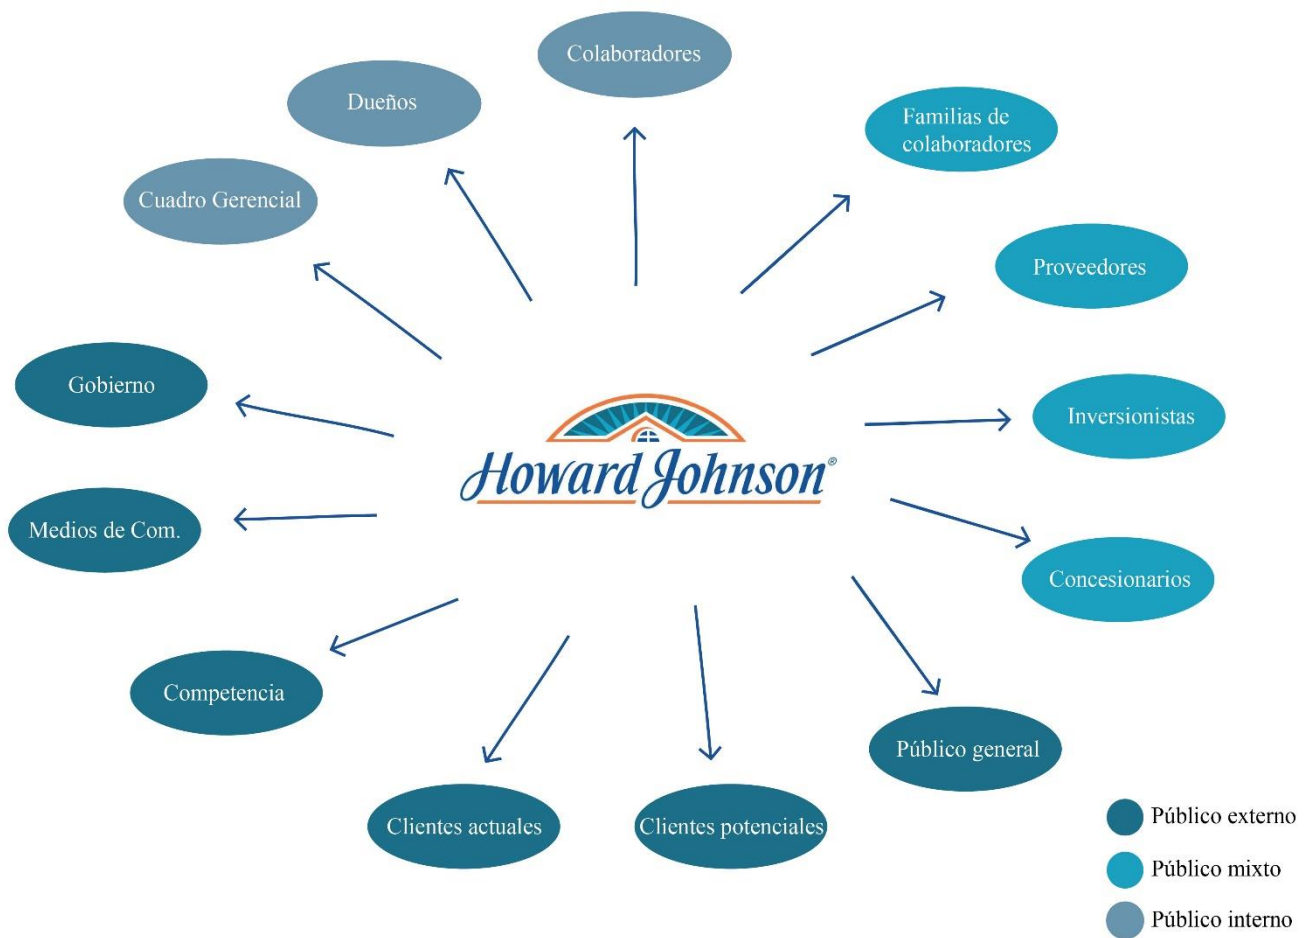 Colaboradores
Dueños
Familias de
colaboradores
Cuadro Gerencial
Proveedores
Gobierno
Inversionistas
Howard Johnson®
Medios de Com.
Concesionarios
Competencia
Público general
Clientes actuales
Clientes potenciales
Público externo
Público mixto
Público interno